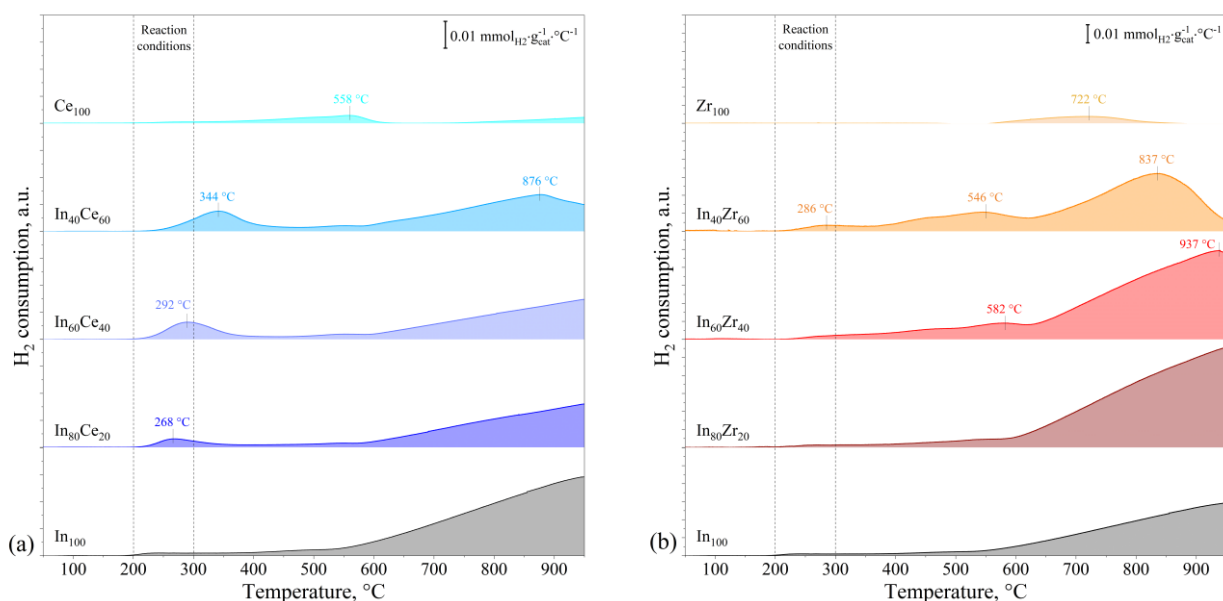 Reaction
conditions
0.01 mmol_H2·g_cat^-1·°C^-1
Ce100
558 °C
In40Ce60
344 °C
876 °C
In60Ce40
292 °C
In80Ce20
268 °C
In100
H2 consumption, a.u.
100 200 300 400 500 600 700 800 900
Temperature, °C
(a)
Reaction
conditions
0.01 mmol_H2·g_cat^-1·°C^-1
Zr100
722 °C
In40Zr60
286 °C
546 °C
837 °C
In60Zr40
582 °C
937 °C
In80Zr20
In100
H2 consumption, a.u.
100 200 300 400 500 600 700 800 900
Temperature, °C
(b)